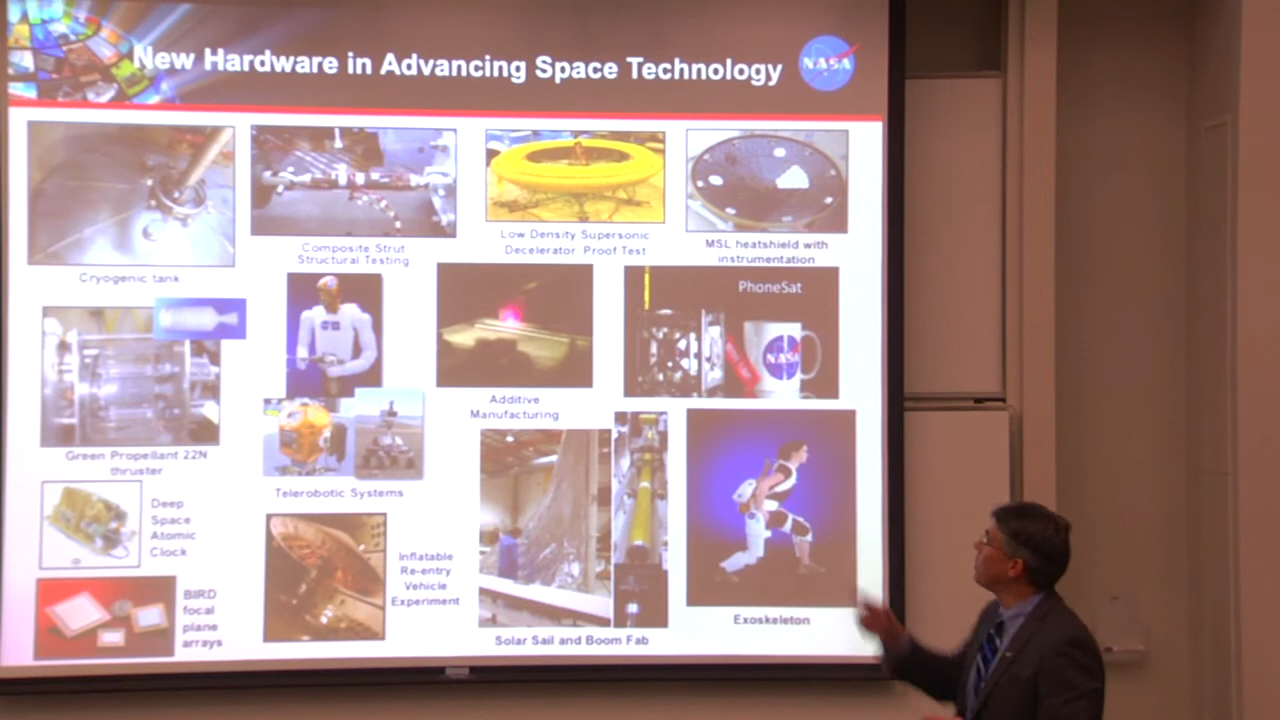 New Hardware in Advancing Space Technology
NASA
Cryogenic tank
Composite Strut
Structural Testing
Low Density Supersonic
Decelerator Proof Test
MSL heatshield with
instrumentation
Green Propellant 22N
thruster
Telerobotic Systems
Additive
Manufacturing
PhoneSat
NASA
Deep
Space
Atomic
Clock
BIRD
focal
plane
arrays
Inflatable
Re-entry
Vehicle
Experiment
Solar Sail and Boom Fab
Exoskeleton